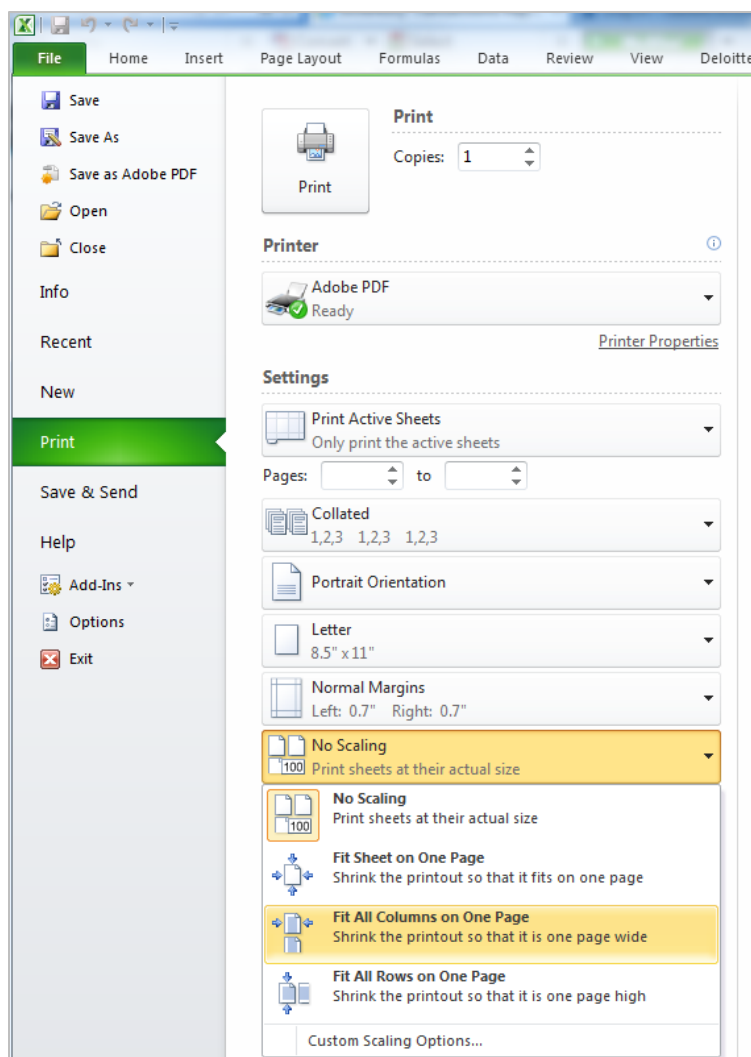 File Home Insert Page Layout Formulas Data Review View Deloitte
Save
Save As
Save as Adobe PDF
Open
Close
Info
Recent
New
Print
Save & Send
Help
Add-Ins
Options
Exit
Print
Print
Copies: 1
Printer
Adobe PDF
Ready
Printer Properties
Settings
Print Active Sheets
Only print the active sheets
Pages: to
Collated
1,2,3 1,2,3 1,2,3
Portrait Orientation
Letter
8.5" x 11"
Normal Margins
Left: 0.7" Right: 0.7"
No Scaling
100 Print sheets at their actual size
No Scaling
Print sheets at their actual size
100
Fit Sheet on One Page
Shrink the printout so that it fits on one page
Fit All Columns on One Page
Shrink the printout so that it is one page wide
Fit All Rows on One Page
Shrink the printout so that it is one page high
Custom Scaling Options...